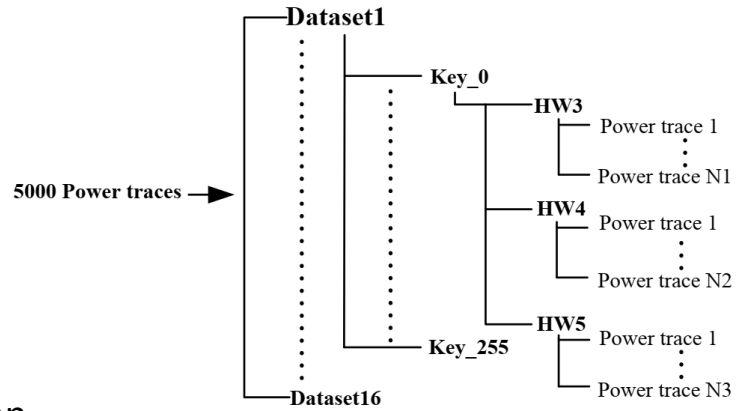 Dataset1
Key_0
HW3
Power trace 1
Power trace N1
5000 Power traces
HW4
Power trace 1
Power trace N2
HW5
Power trace 1
Key_255
Power trace N3
Dataset16